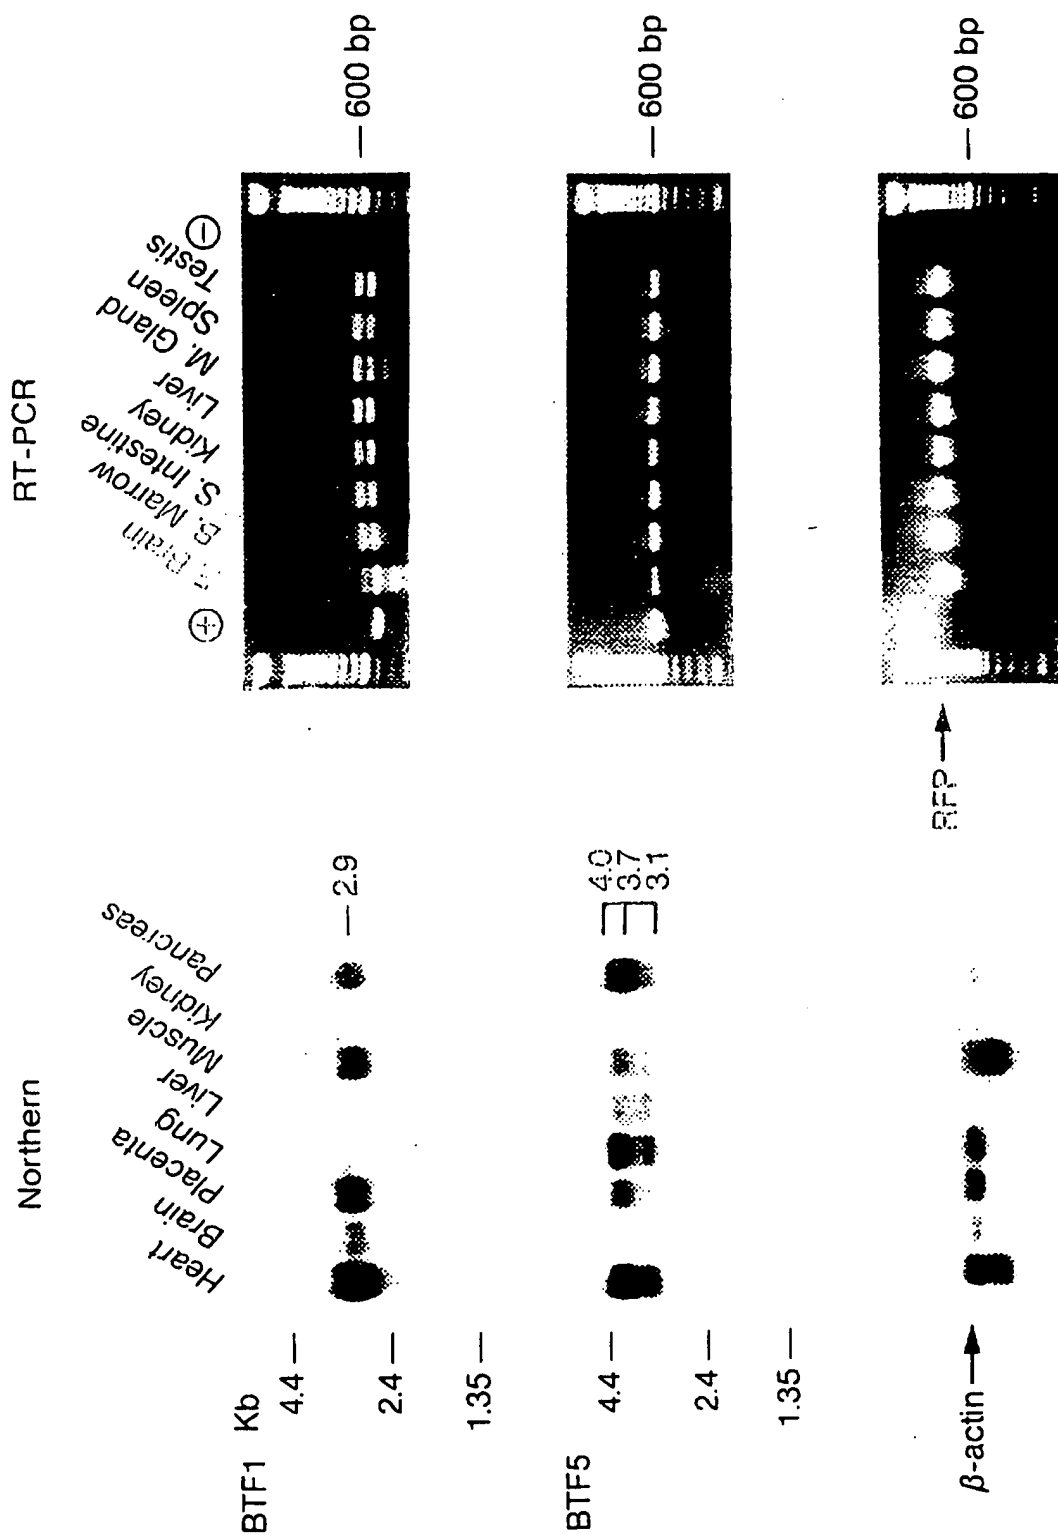 Northern
RT-PCR
Heart
Brain
Placenta
Lung
Liver
Muscle
Kidney
Pancreas
⊕
F. Brain
B. Marrow
S. Intestine
Kidney
Liver
M. Gland
Spleen
Testis
⊖
BTF1
Kb
4.4 —
2.4 —
1.35 —
— 2.9
— 600 bp
BTF5
4.4 —
2.4 —
1.35 —
4.0
3.7
3.1
— 600 bp
β-actin →
RFP →
— 600 bp